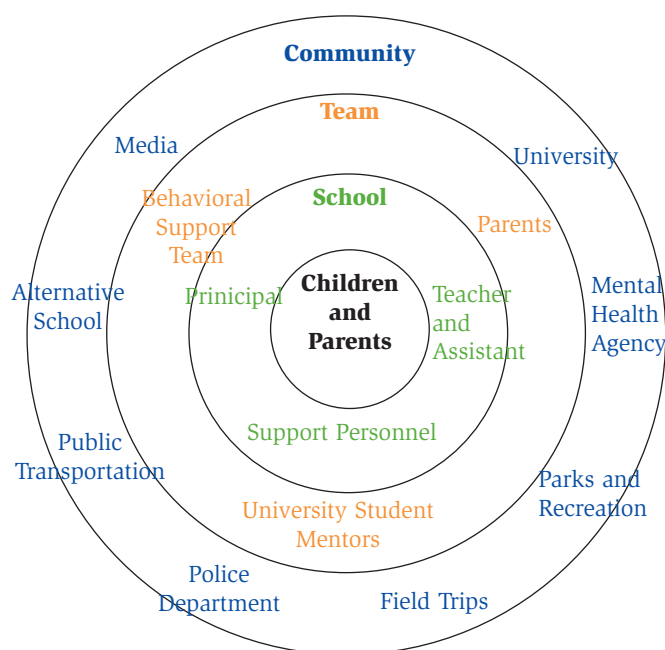 Community
Team
Media
University
Behavioral
Support
Team
School
Parents
Children
and
Parents
Prinicipal
Teacher
and
Assistant
Alternative
School
Mental
Health
Agency
Support Personnel
Public
Transportation
Parks and
Recreation
University Student
Mentors
Police
Department
Field Trips